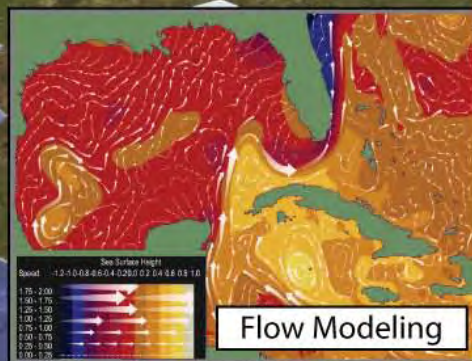 Sea Surface Height
Speed -1.2-1.0-0.8-0.6-0.4-0.20.0 0.2 0.4 0.6 0.8 1.0
1.75 - 2.00
1.50 - 1.75
1.25 - 1.50
1.00 - 1.25
0.75 - 1.00
0.50 - 0.75
0.25 - 0.50
0.00 - 0.25
Flow Modeling